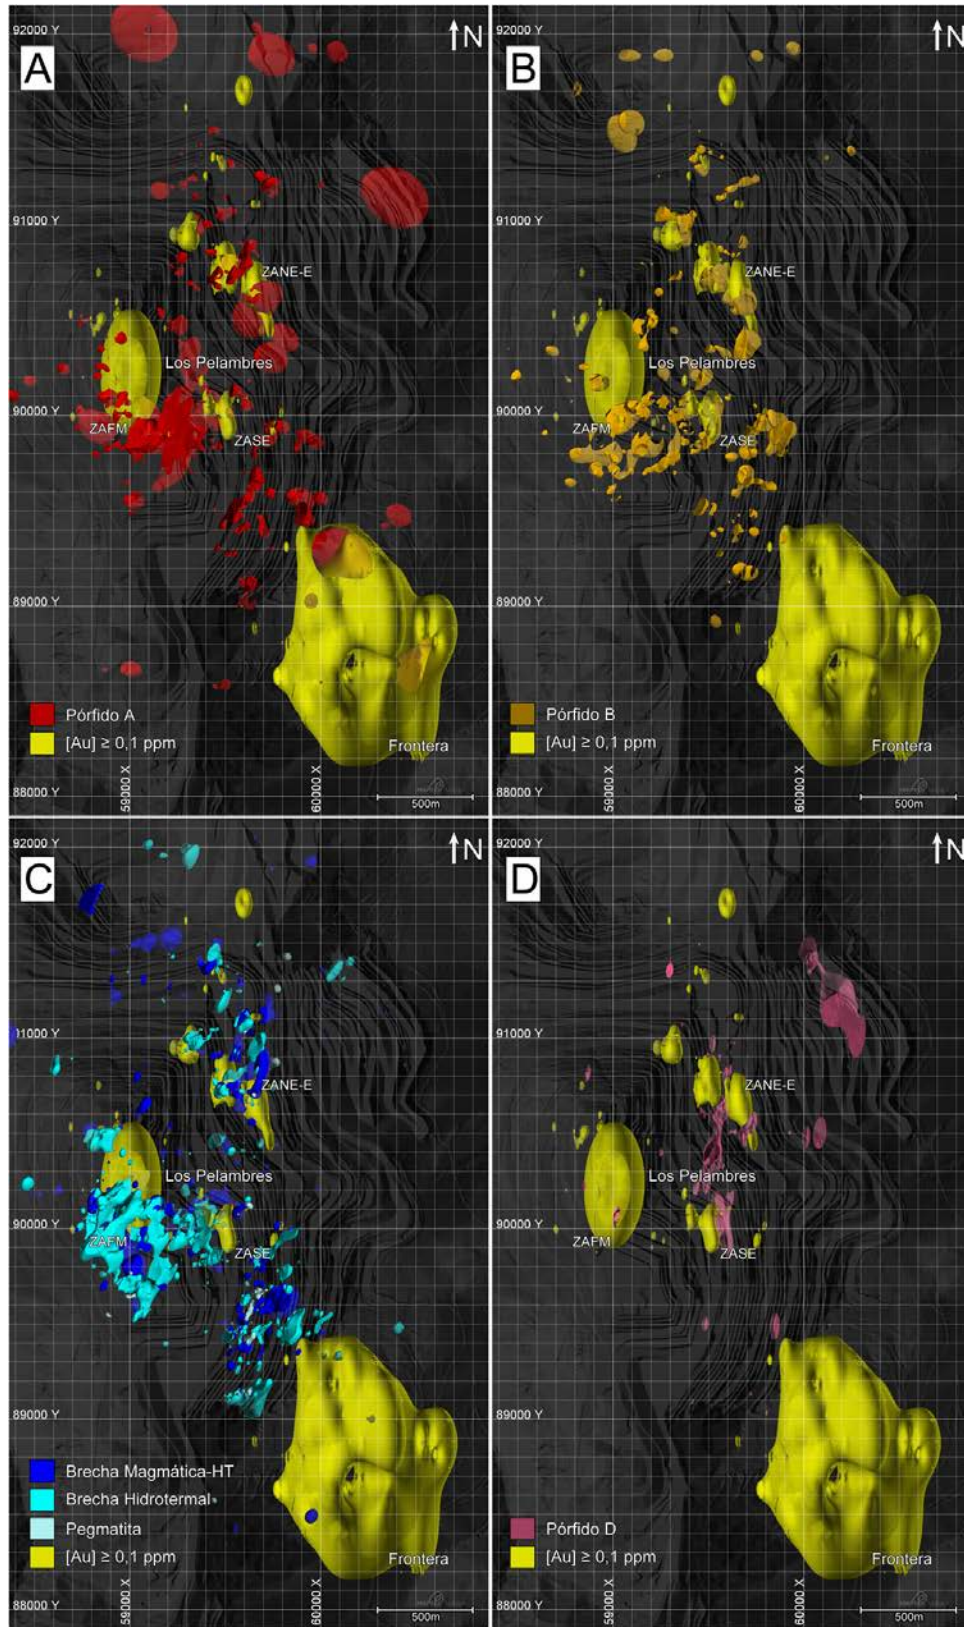 92000 Y
A
N
91000 Y
ZANE-E
Los Pelambres
90000 Y
ZAFM
ZASE
89000 Y
Pórfido A
[Au] ≥ 0,1 ppm
Frontera
59000 X
60000 X
88000 Y
500m
92000 Y
B
N
91000 Y
ZANE-E
Los Pelambres
90000 Y
ZAFM
ZASE
89000 Y
Pórfido B
[Au] ≥ 0,1 ppm
Frontera
59000 X
60000 X
88000 Y
500m
92000 Y
C
N
91000 Y
ZANE-E
Los Pelambres
90000 Y
ZAFM
ZASE
89000 Y
Brecha Magmática-HT
Brecha Hidrotermal
Pegmatita
[Au] ≥ 0,1 ppm
Frontera
59000 X
60000 X
88000 Y
500m
92000 Y
D
N
91000 Y
ZANE-E
Los Pelambres
90000 Y
ZAFM
ZASE
89000 Y
Pórfido D
[Au] ≥ 0,1 ppm
Frontera
59000 X
60000 X
88000 Y
500m